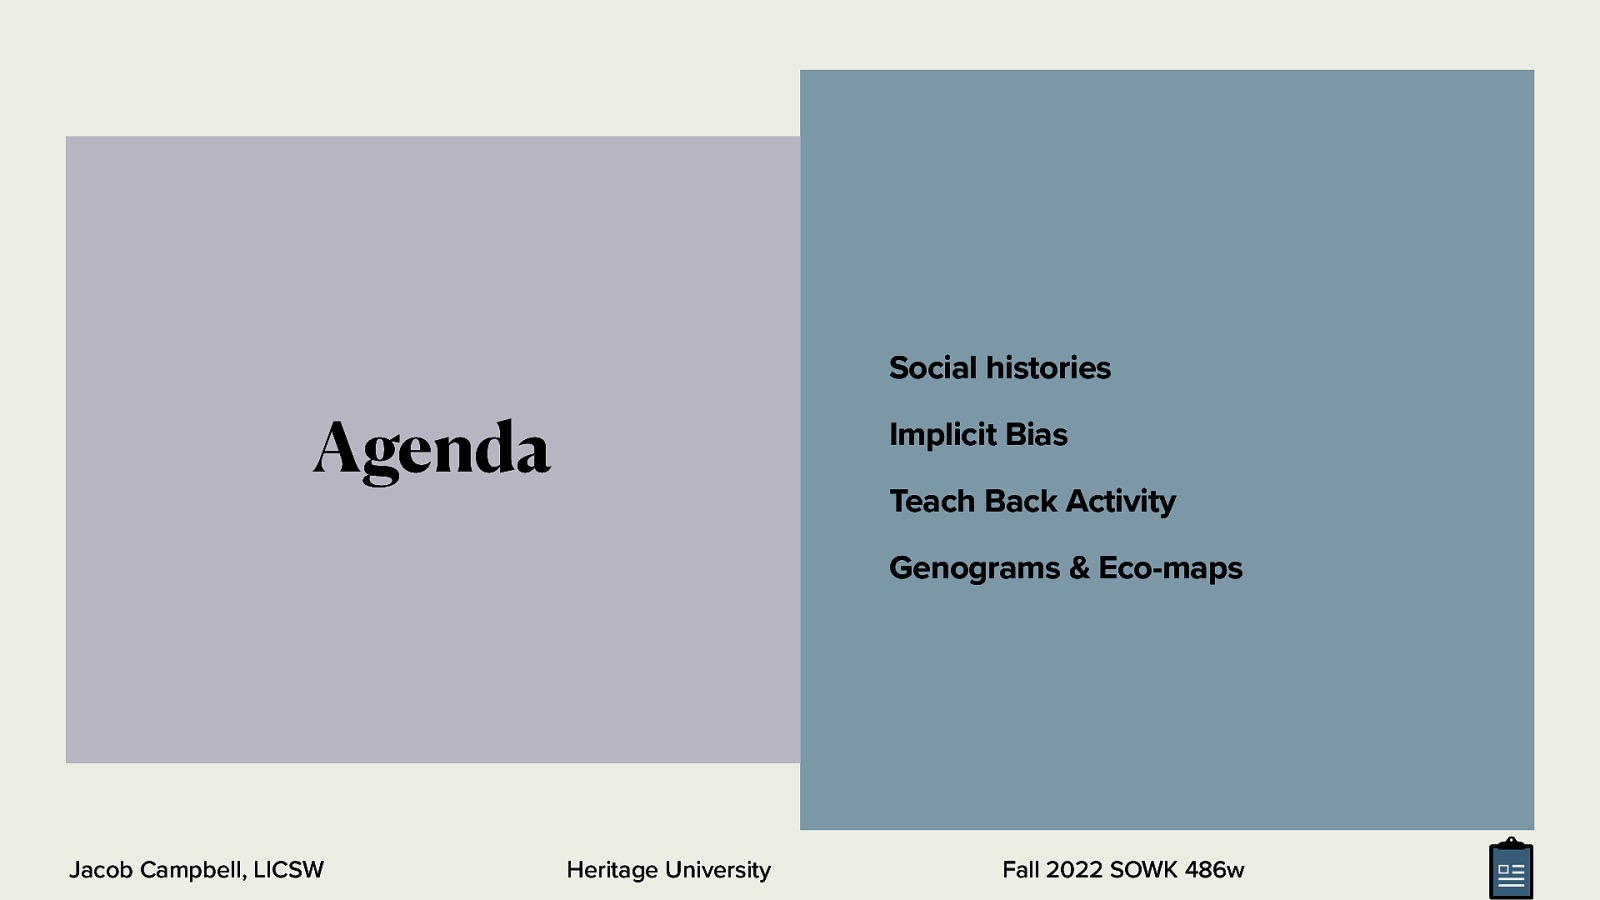 Agenda
Social histories
Implicit Bias
Teach Back Activity
Genograms & Eco-maps
Jacob Campbell, LICSW
Heritage University
Fall 2022 SOWK 486w